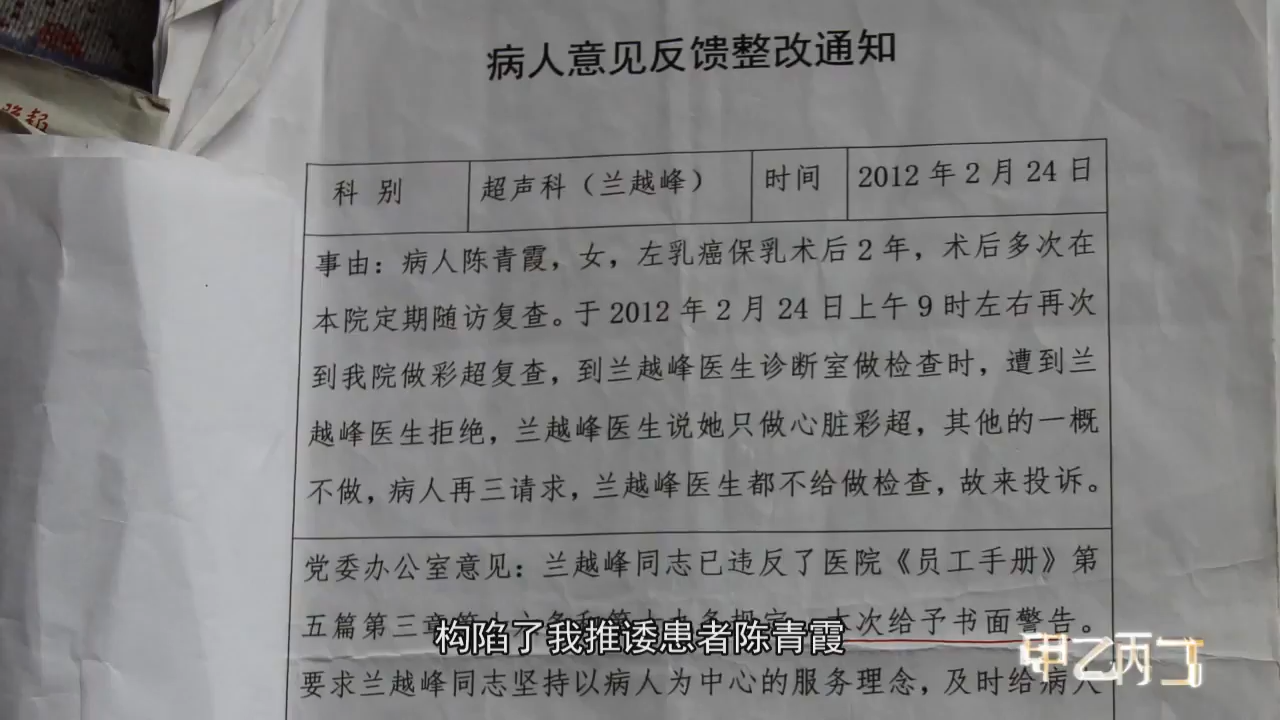 晚报
病人意见反馈整改通知
科 别 超声科（兰越峰） 时间 2012 年 2 月 24 日
事由：病人陈青霞，女，左乳癌保乳术后 2 年，术后多次在
本院定期随访复查。于 2012 年 2 月 24 日上午 9 时左右再次
到我院做彩超复查，到兰越峰医生诊断室做检查时，遭到兰
越峰医生拒绝，兰越峰医生说她只做心脏彩超，其他的一概
不做，病人再三请求，兰越峰医生都不给做检查，故来投诉。
党委办公室意见：兰越峰同志已违反了医院《员工手册》第
五篇第三章 本次给予书面警告。
构陷了我推诿患者陈青霞
甲乙丙丁
要求兰越峰同志坚持以病人为中心的服务理念，及时给病人